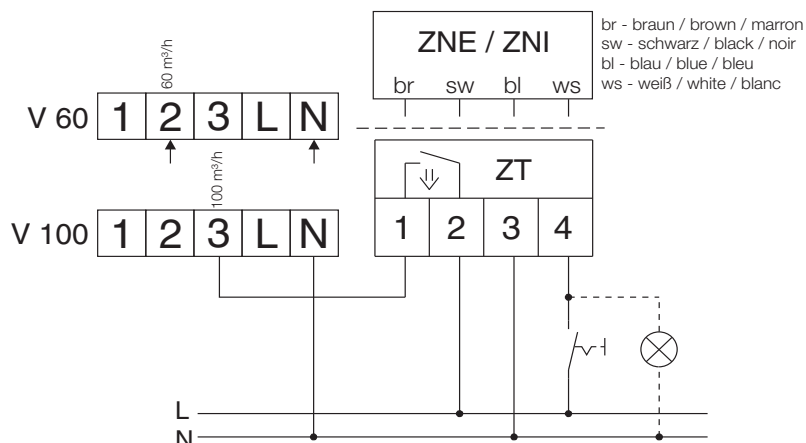 ZNE / ZNI
br sw bl ws
br - braun / brown / marron
sw - schwarz / black / noir
bl - blau / blue / bleu
ws - weiß / white / blanc
60 m³/h
V 60 1 2 3 L N
100 m³/h
V 100 1 2 3 L N
ZT
1 2 3 4
L
N